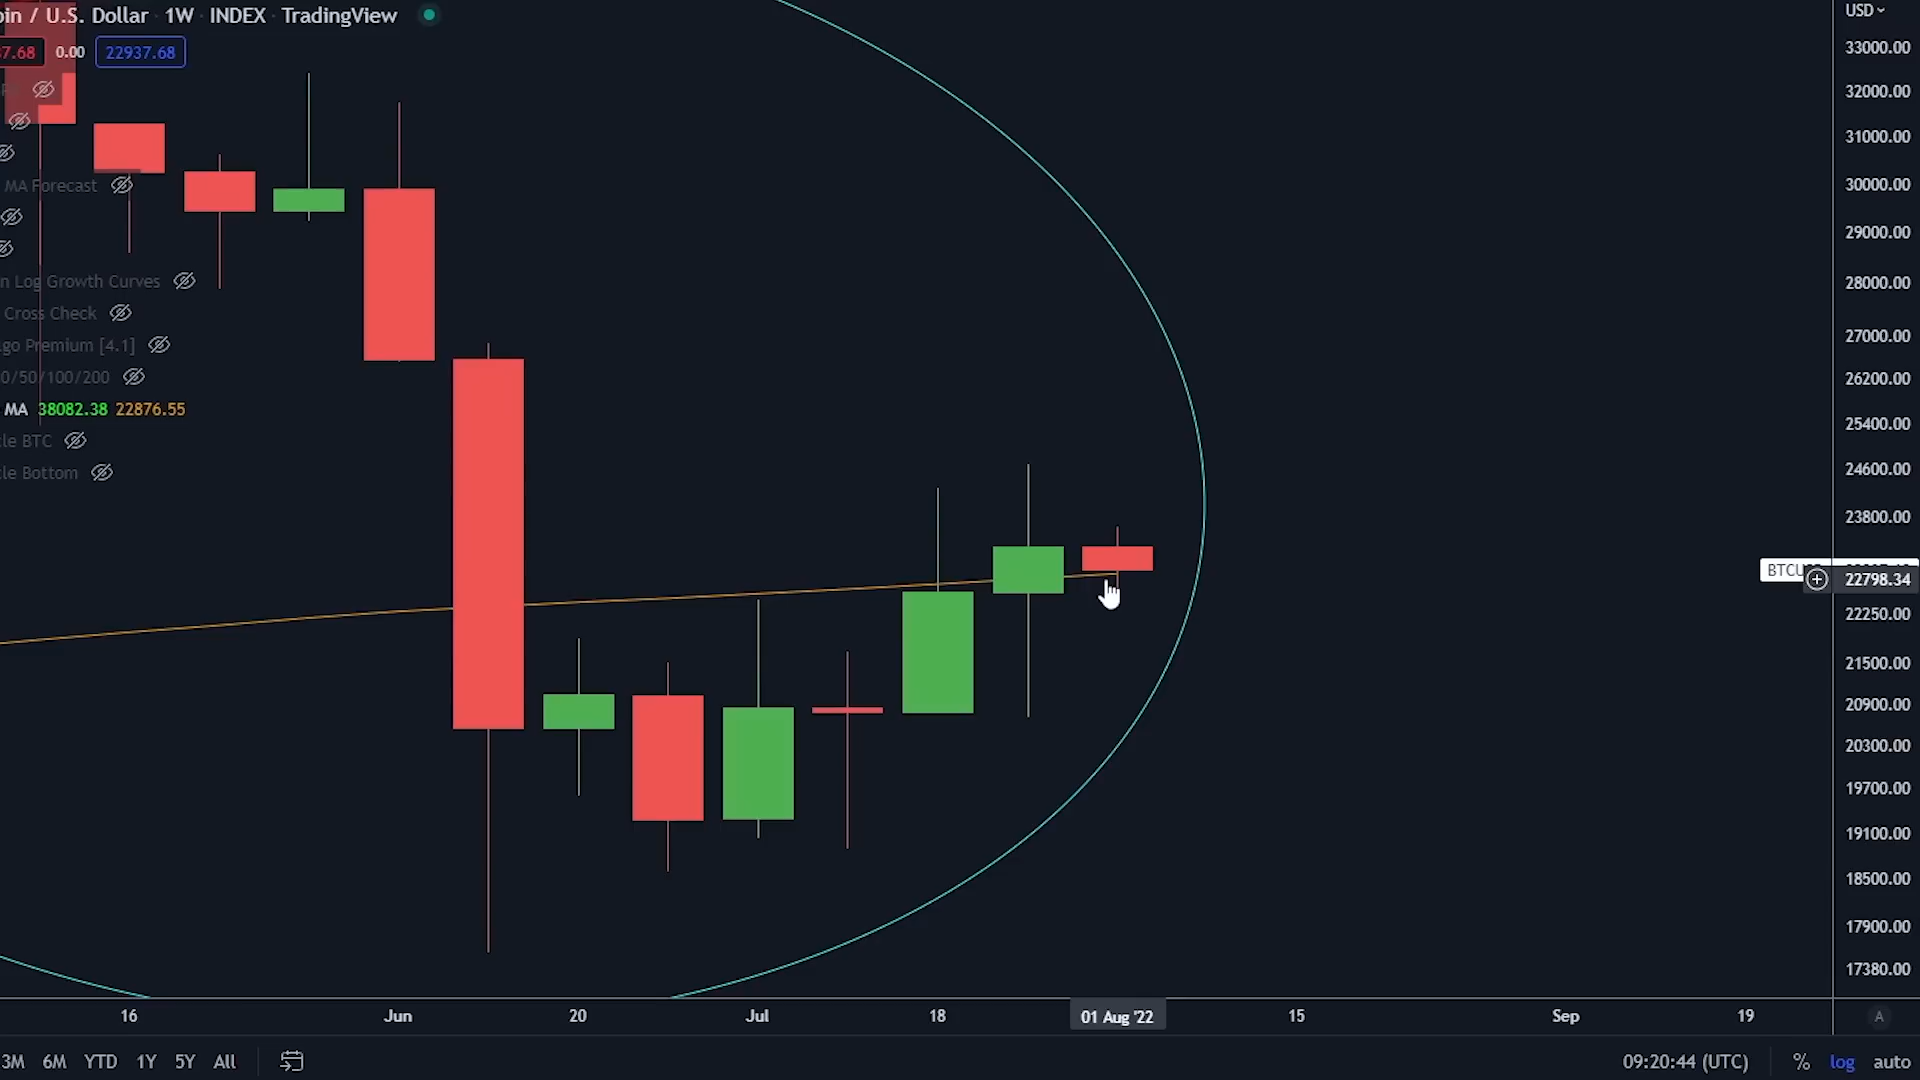 oin / U.S. Dollar · 1W · INDEX · TradingView
USD
7.68 0.00 22937.68
MA Forecast
n Log Growth Curves
Cross Check
go Premium [4.1]
0/50/100/200
MA 38082.38 22876.55
le BTC
le Bottom
33000.00
32000.00
31000.00
30000.00
29000.00
28000.00
27000.00
26200.00
25400.00
24600.00
23800.00
BTCU
22798.34
22250.00
21500.00
20900.00
20300.00
19700.00
19100.00
18500.00
17900.00
17380.00
16 Jun 20 Jul 18 01 Aug '22 15 Sep 19 A
3M 6M YTD 1Y 5Y All 09:20:44 (UTC) % log auto